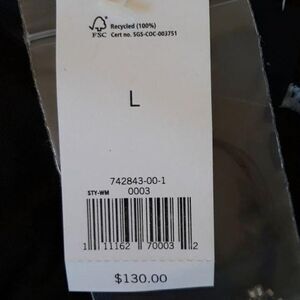 FSC
Recycled (100%)
Cert no. SGS-COC-003751
L
742843-00-1
STY-WM 0003
1 11162 70003 2
$130.00